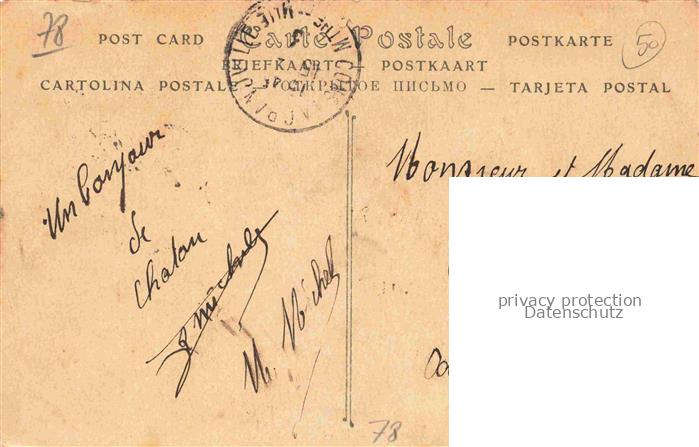 78
POST CARD Carte Postale POSTKARTE 50
BRIEFKAART — POSTKAART
CARTOLINA POSTALE — ОТКРЫТОЕ ПИСЬМО — TARJETA POSTAL
Un bonjour
de
Chatou
M. Michel
Monsieur et Madame
privacy protection
Datenschutz
78